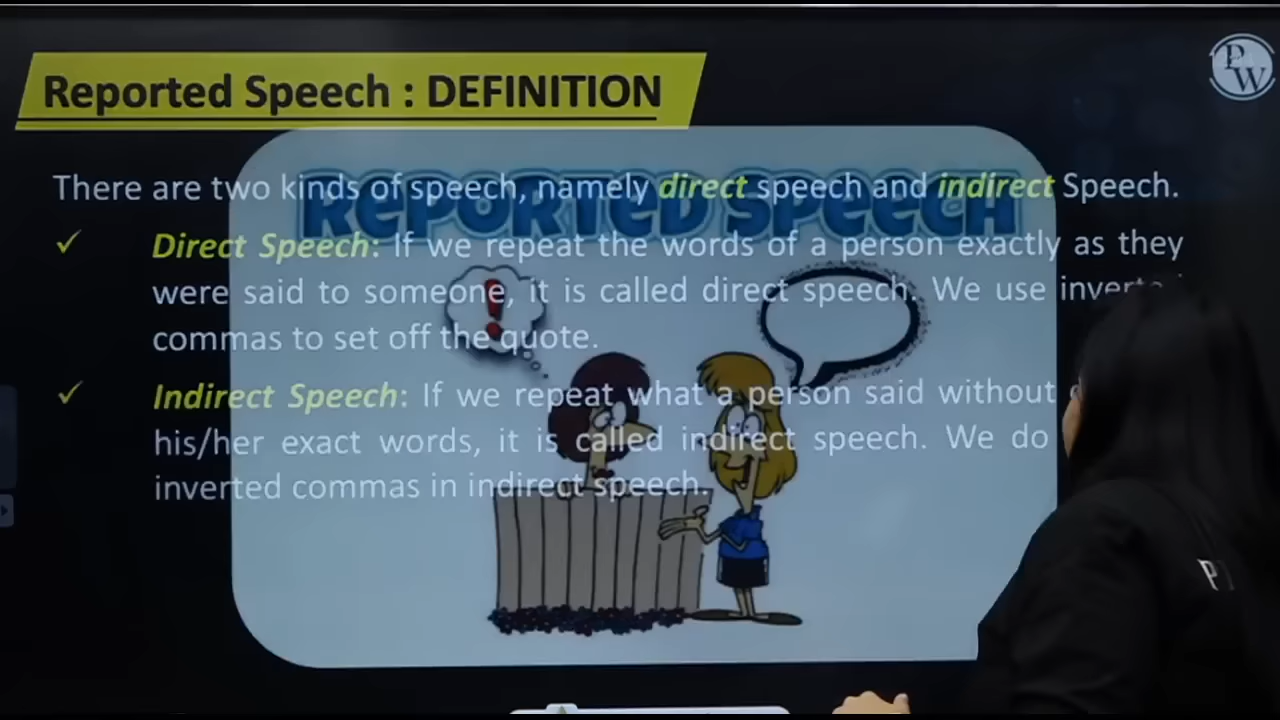 PW
Reported Speech : DEFINITION
REPORTED SPEECH
There are two kinds of speech, namely direct speech and indirect Speech.
✓ Direct Speech: If we repeat the words of a person exactly as they
were said to someone, it is called direct speech. We use
commas to set off the quote.
✓ Indirect Speech: If we repeat what a person said without
his/her exact words, it is called indirect speech. We do
inverted commas in indirect speech.
!
P